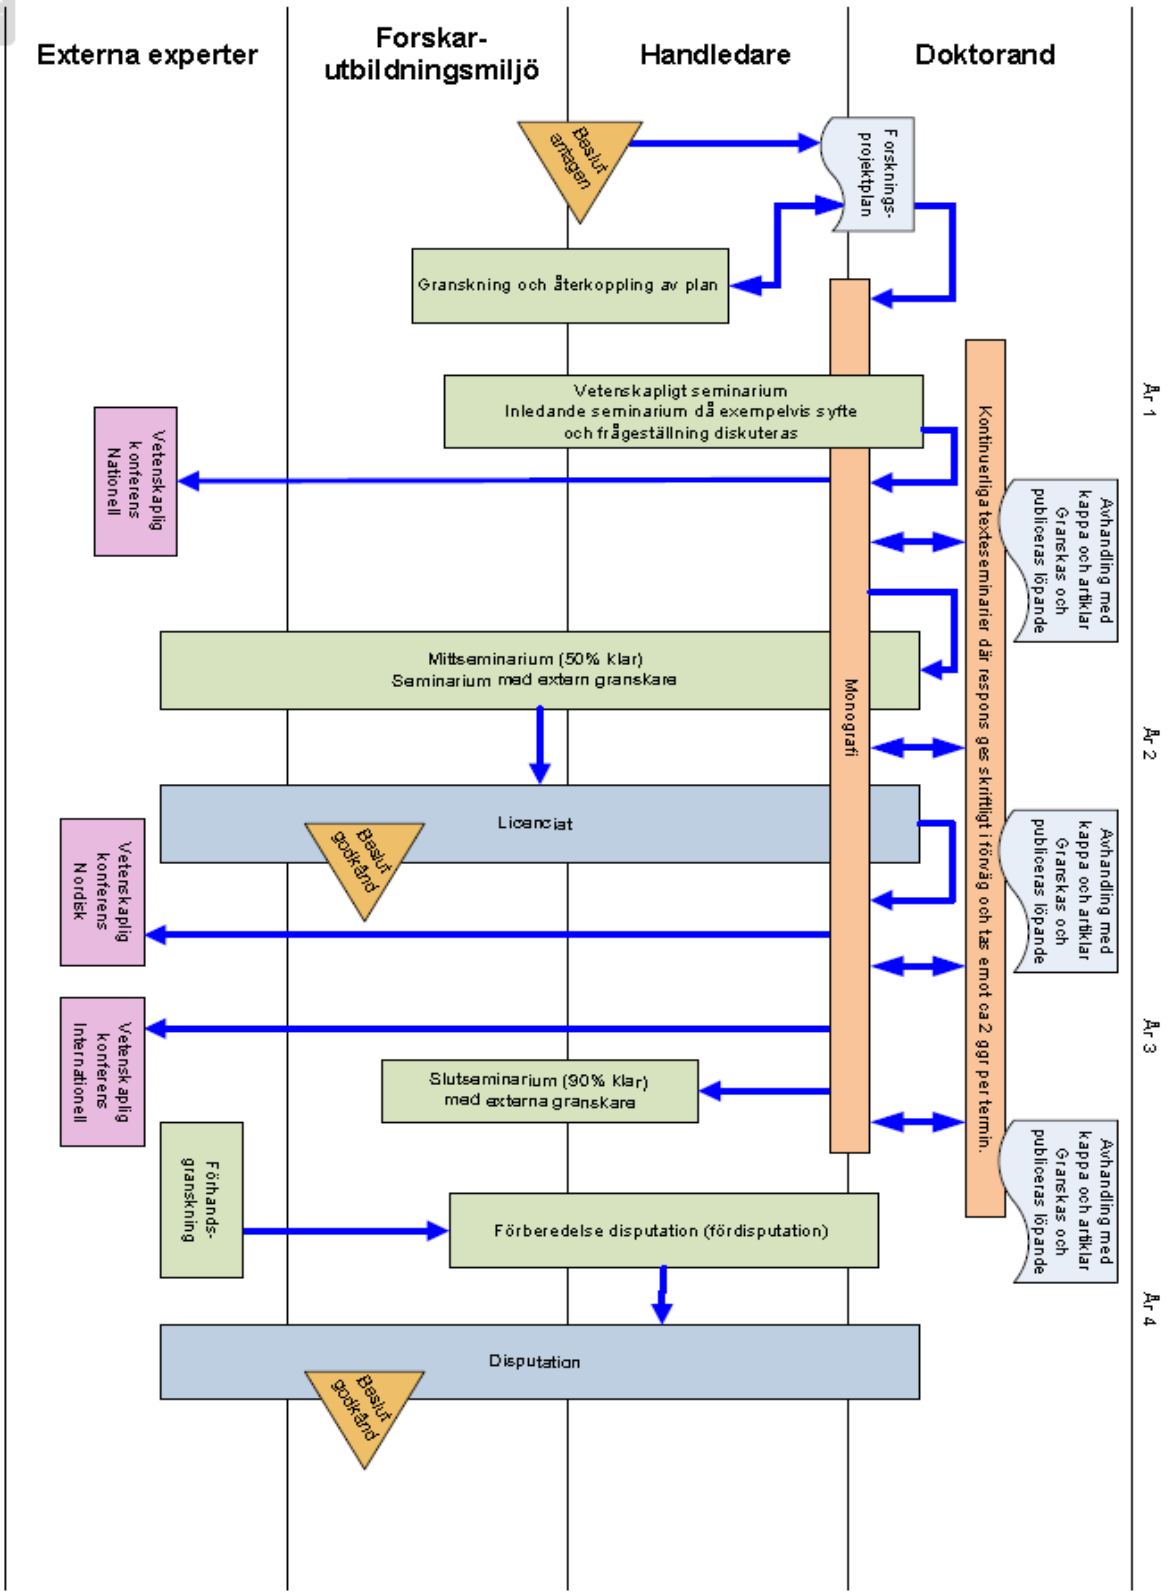 Externa experter
Forskar-
utbildningsmiljö
Handledare
Doktorand
Beslut
antagen
Forsknings-
projektplan
Granskning och återkoppling av plan
År 1
Vetenskapligt seminarium
Inledande seminarium då exempelvis syfte
och frågeställning diskuteras
Vetenskaplig
konferens
Nationell
Kontinuerliga textseminarier där respons ges skriftligt i förväg och tas emot ca 2 ggr per termin.
Avhandling med
kappa och artiklar
Granskas och
publiceras löpande
Mittseminarium (50% klar)
Seminarium med extern granskare
Monografi
År 2
Licenciat
Beslut
godkänd
Vetenskaplig
konferens
Nordisk
Avhandling med
kappa och artiklar
Granskas och
publiceras löpande
År 3
Vetenskaplig
konferens
Internationell
Slutseminarium (90% klar)
med externa granskare
Avhandling med
kappa och artiklar
Granskas och
publiceras löpande
Förhands-
granskning
Förberedelse disputation (fördisputation)
År 4
Disputation
Beslut
godkänd